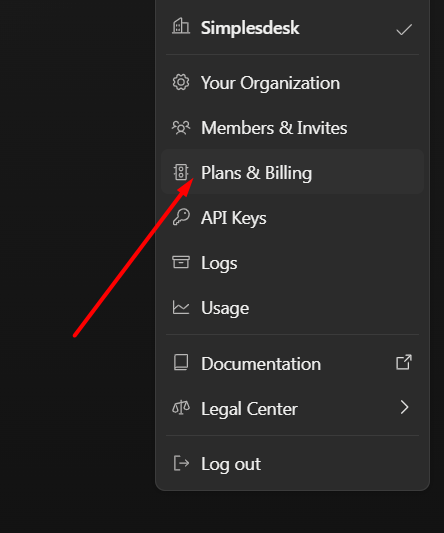 Simplesdesk
Your Organization
Members & Invites
Plans & Billing
API Keys
Logs
Usage
Documentation
Legal Center
Log out